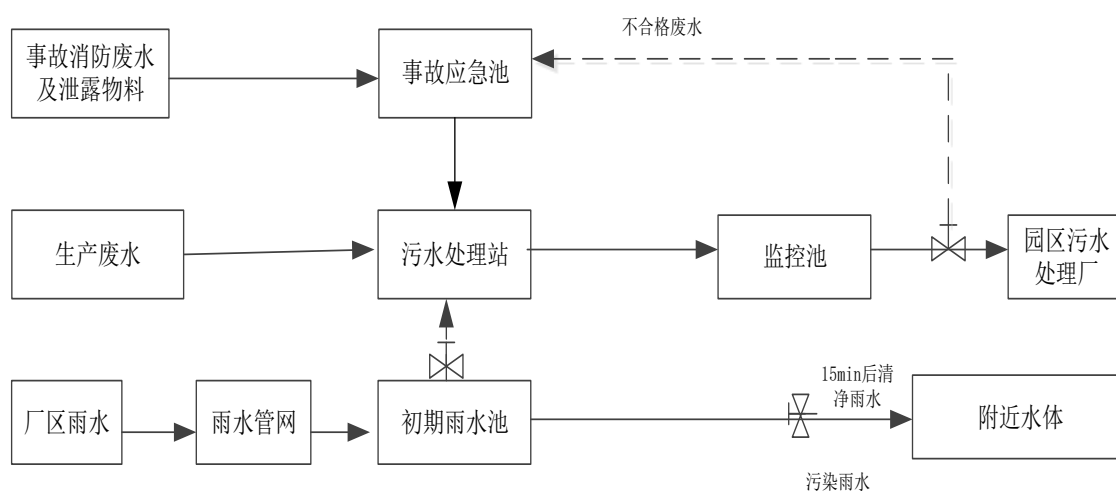 不合格废水
事故消防废水
及泄露物料
事故应急池
生产废水
污水处理站
监控池
园区污水
处理厂
15min后清
净雨水
厂区雨水
雨水管网
初期雨水池
附近水体
污染雨水